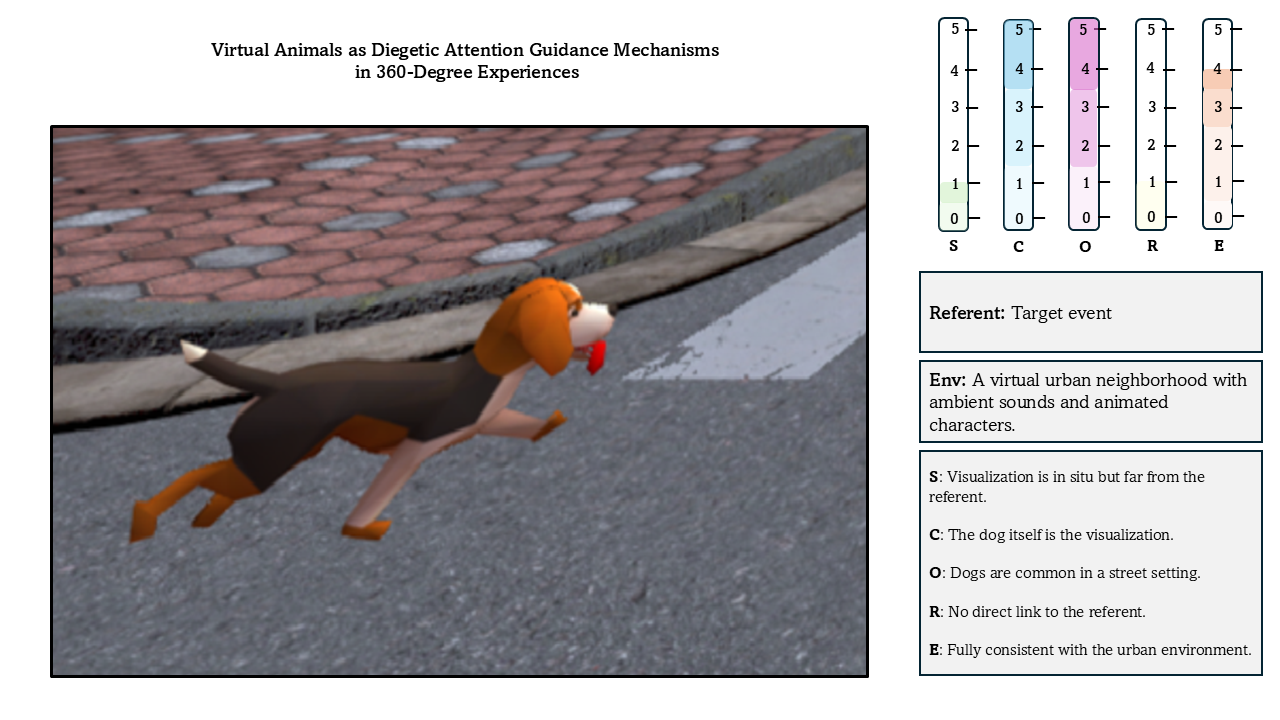 Virtual Animals as Diegetic Attention Guidance Mechanisms
in 360-Degree Experiences
5 5 5 5 5
4 4 4 4 4
3 3 3 3 3
2 2 2 2 2
1 1 1 1 1
0 0 0 0 0
S C O R E
Referent: Target event
Env: A virtual urban neighborhood with
ambient sounds and animated
characters.
S: Visualization is in situ but far from the
referent.
C: The dog itself is the visualization.
O: Dogs are common in a street setting.
R: No direct link to the referent.
E: Fully consistent with the urban environment.